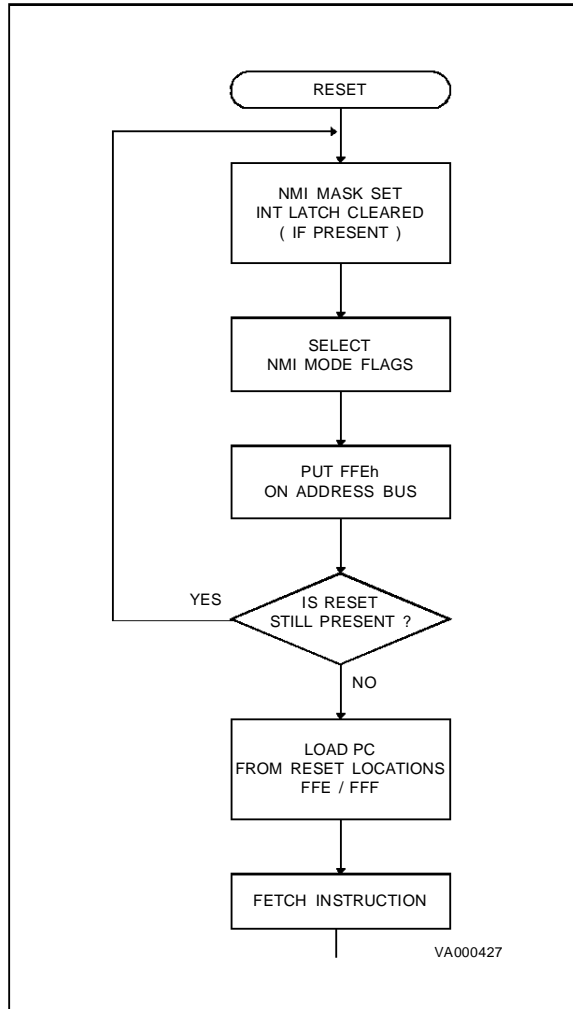 RESET
NMI MASK SET
INT LATCH CLEARED
( IF PRESENT )
SELECT
NMI MODE FLAGS
PUT FFEh
ON ADDRESS BUS
YES
IS RESET
STILL PRESENT ?
NO
LOAD PC
FROM RESET LOCATIONS
FFE / FFF
FETCH INSTRUCTION
VA000427